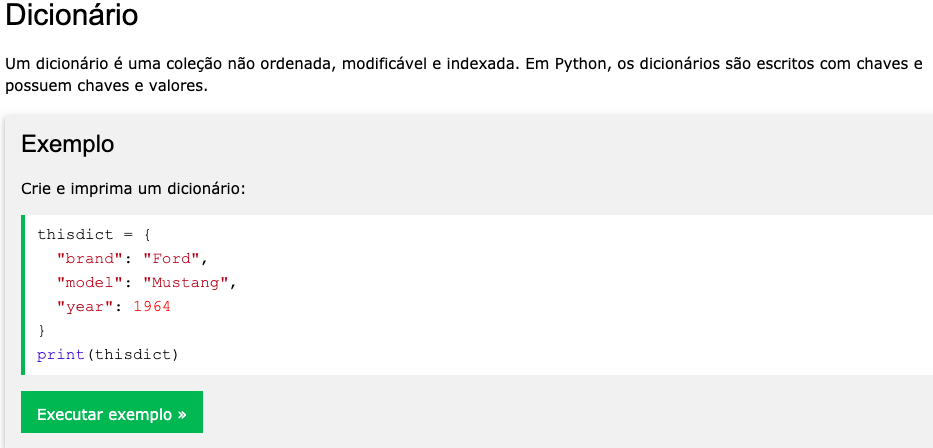 Dicionário
Um dicionário é uma coleção não ordenada, modificável e indexada. Em Python, os dicionários são escritos com chaves e
possuem chaves e valores.
Exemplo
Crie e imprima um dicionário:
thisdict = {
  "brand": "Ford",
  "model": "Mustang",
  "year": 1964
}
print(thisdict)
Executar exemplo »